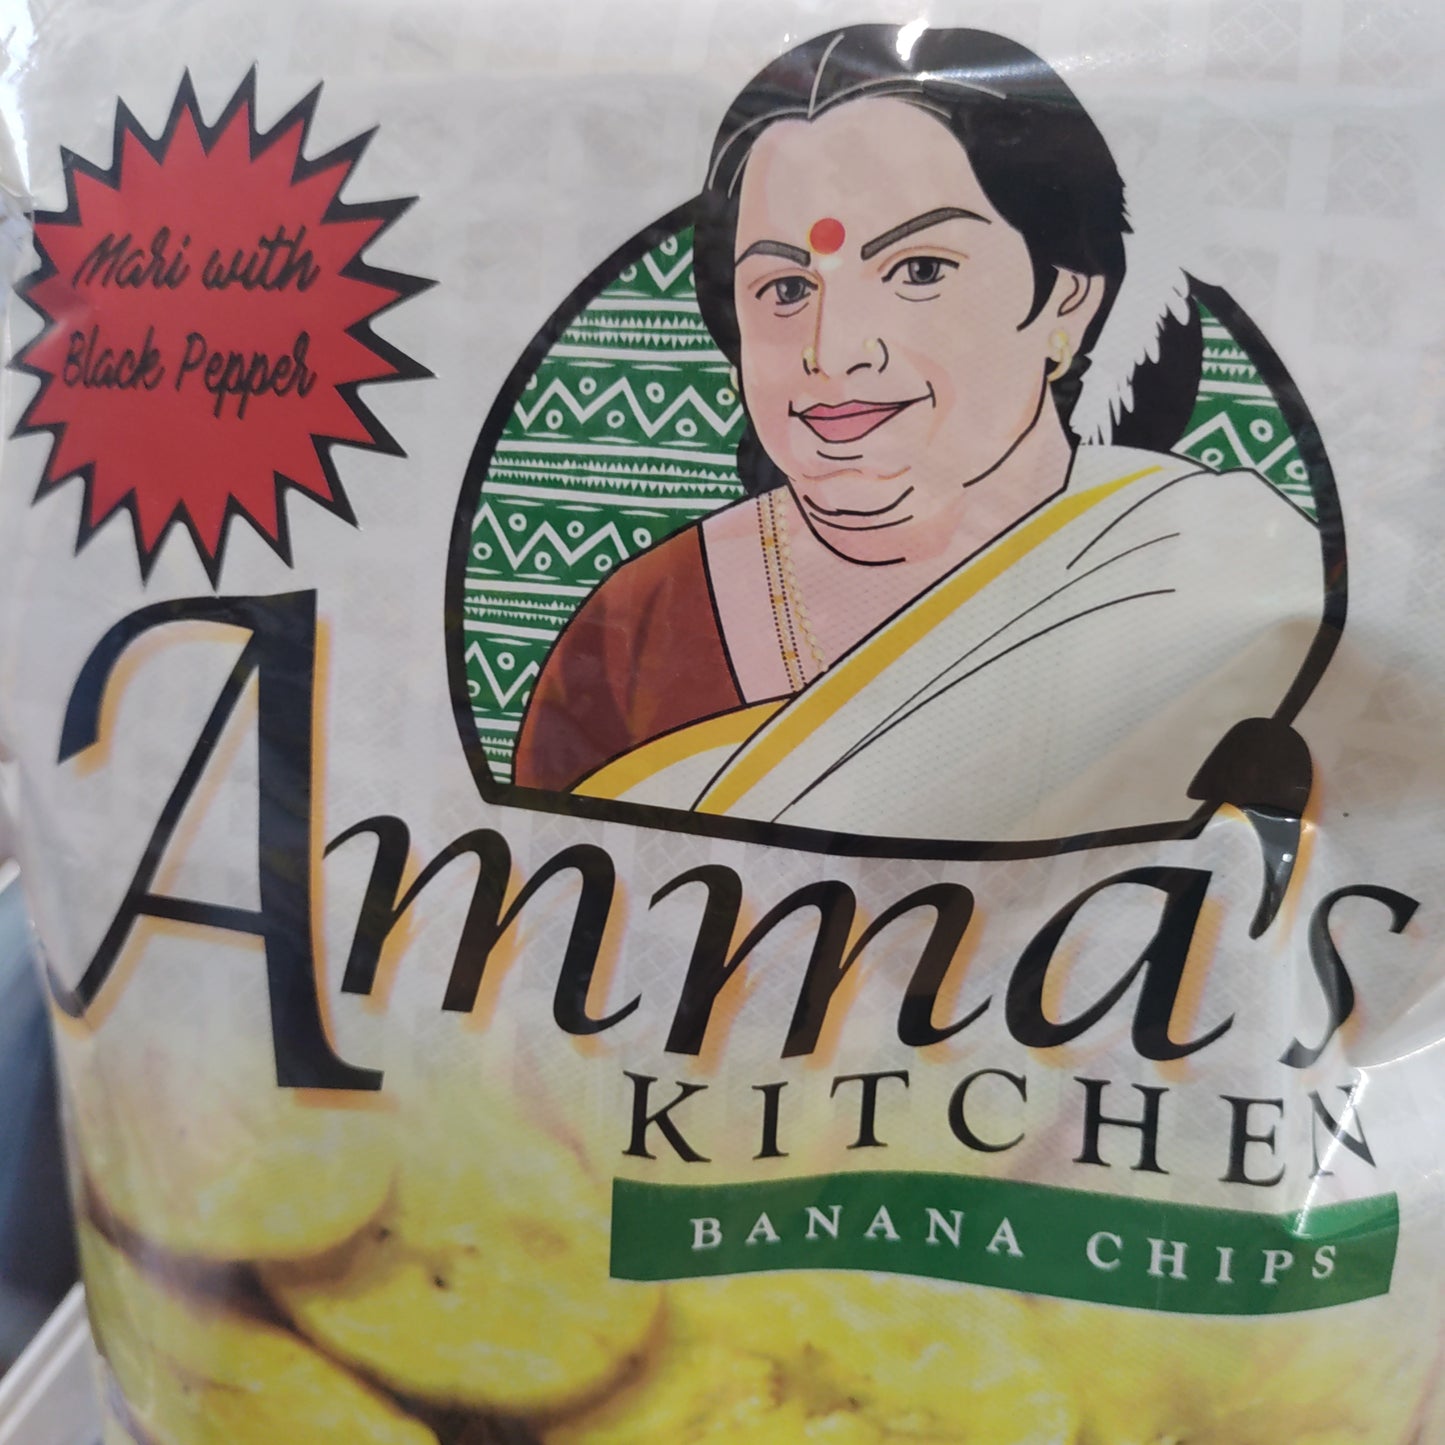 Mari with
Black Pepper
Amma's
KITCHEN
BANANA CHIPS